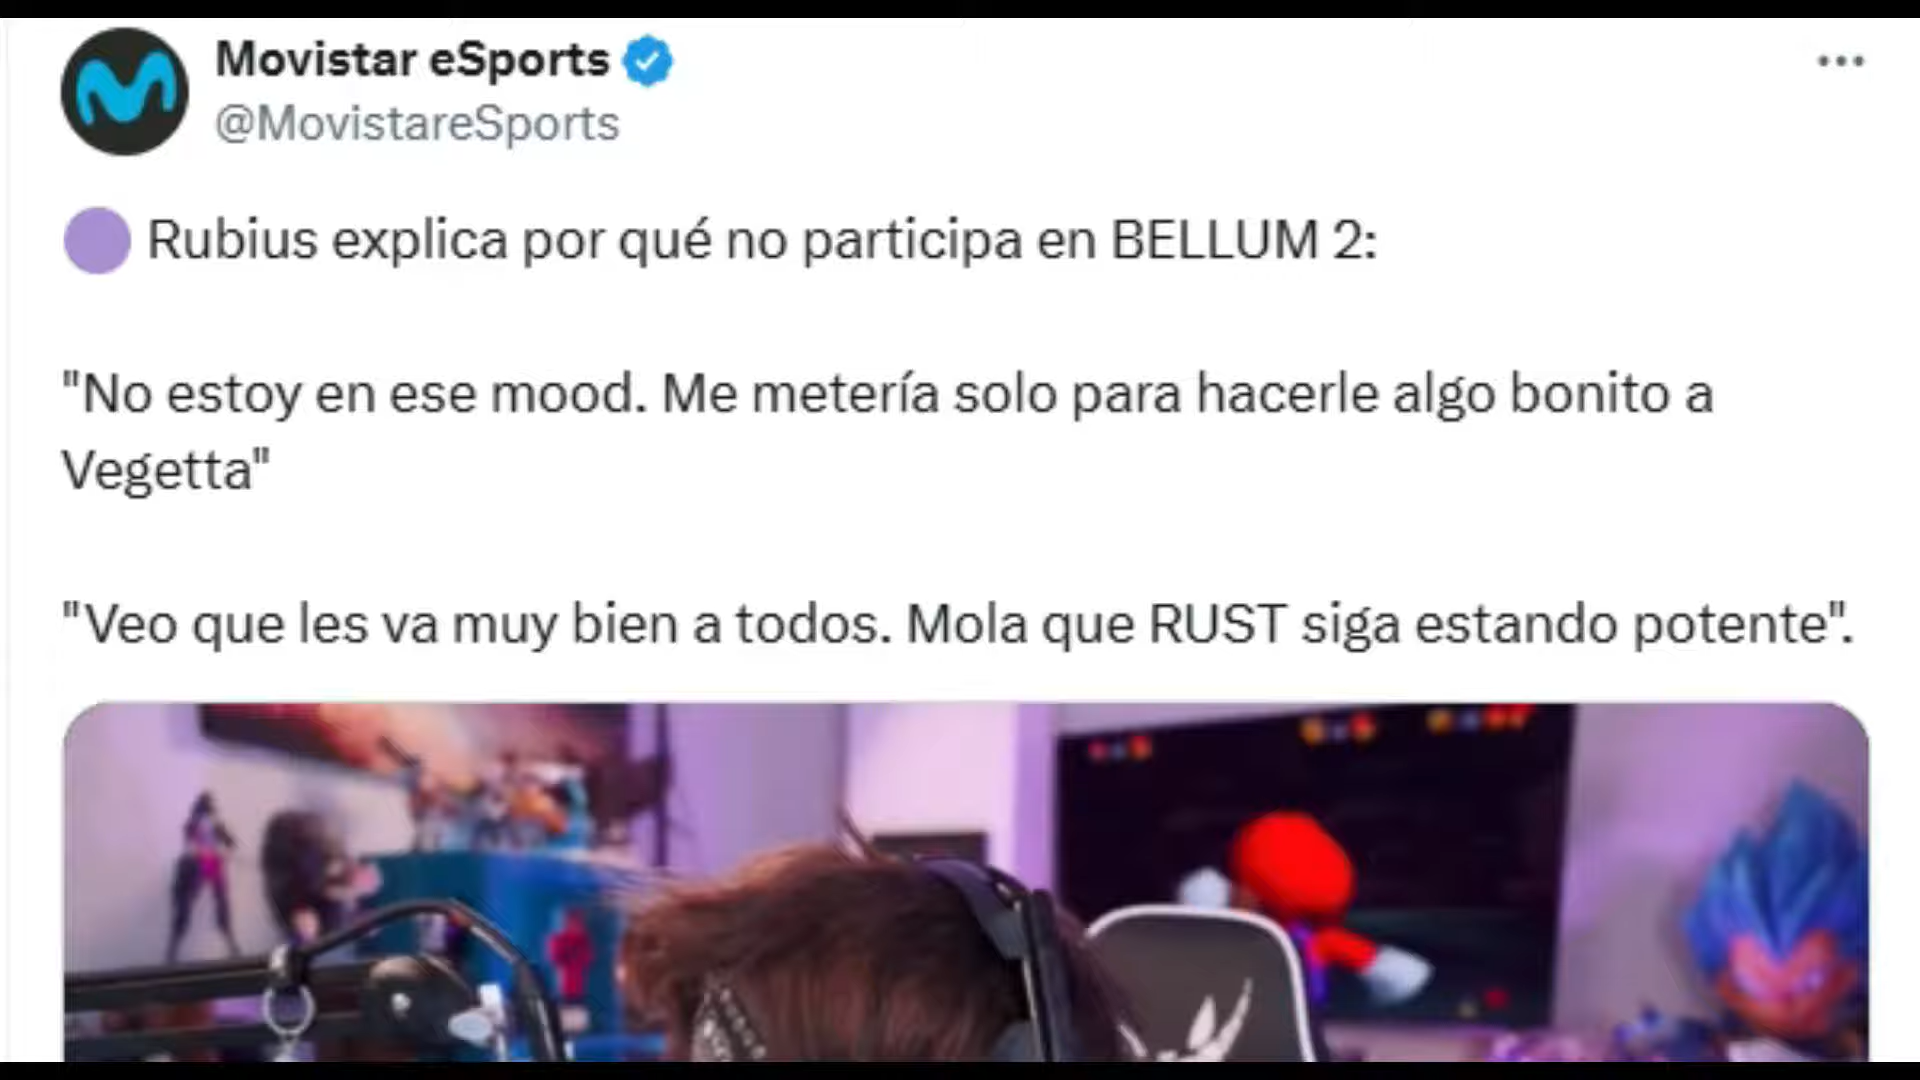 Movistar eSports
@MovistareSports
Rubius explica por qué no participa en BELLUM 2:
"No estoy en ese mood. Me metería solo para hacerle algo bonito a
Vegetta"
"Veo que les va muy bien a todos. Mola que RUST siga estando potente".